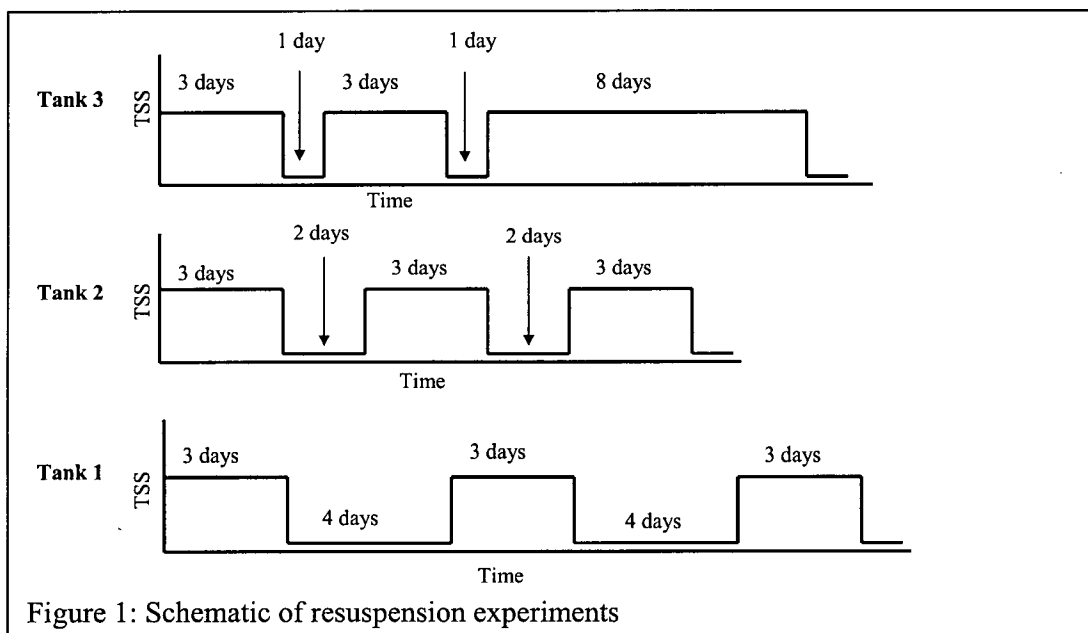 1 day 1 day
3 days 3 days 8 days
Tank 3
TSS
Time
2 days 2 days
3 days 3 days 3 days
Tank 2
TSS
Time
3 days 3 days 3 days
Tank 1
TSS
4 days 4 days
Time
Figure 1: Schematic of resuspension experiments